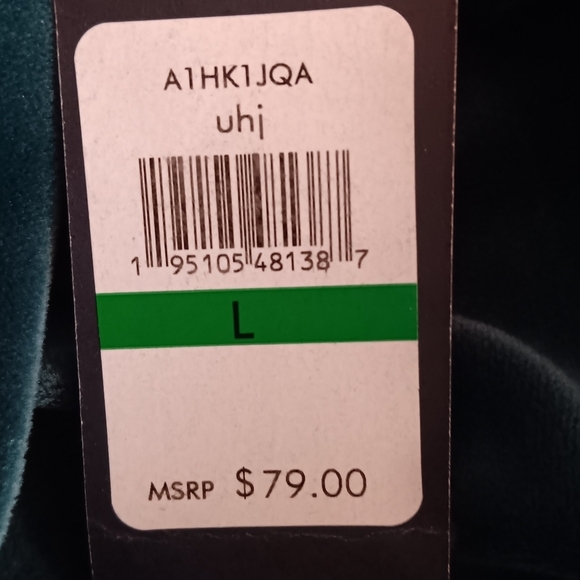 A1HK1JQA
uhj
1 95105 48138 7
L
MSRP $79.00